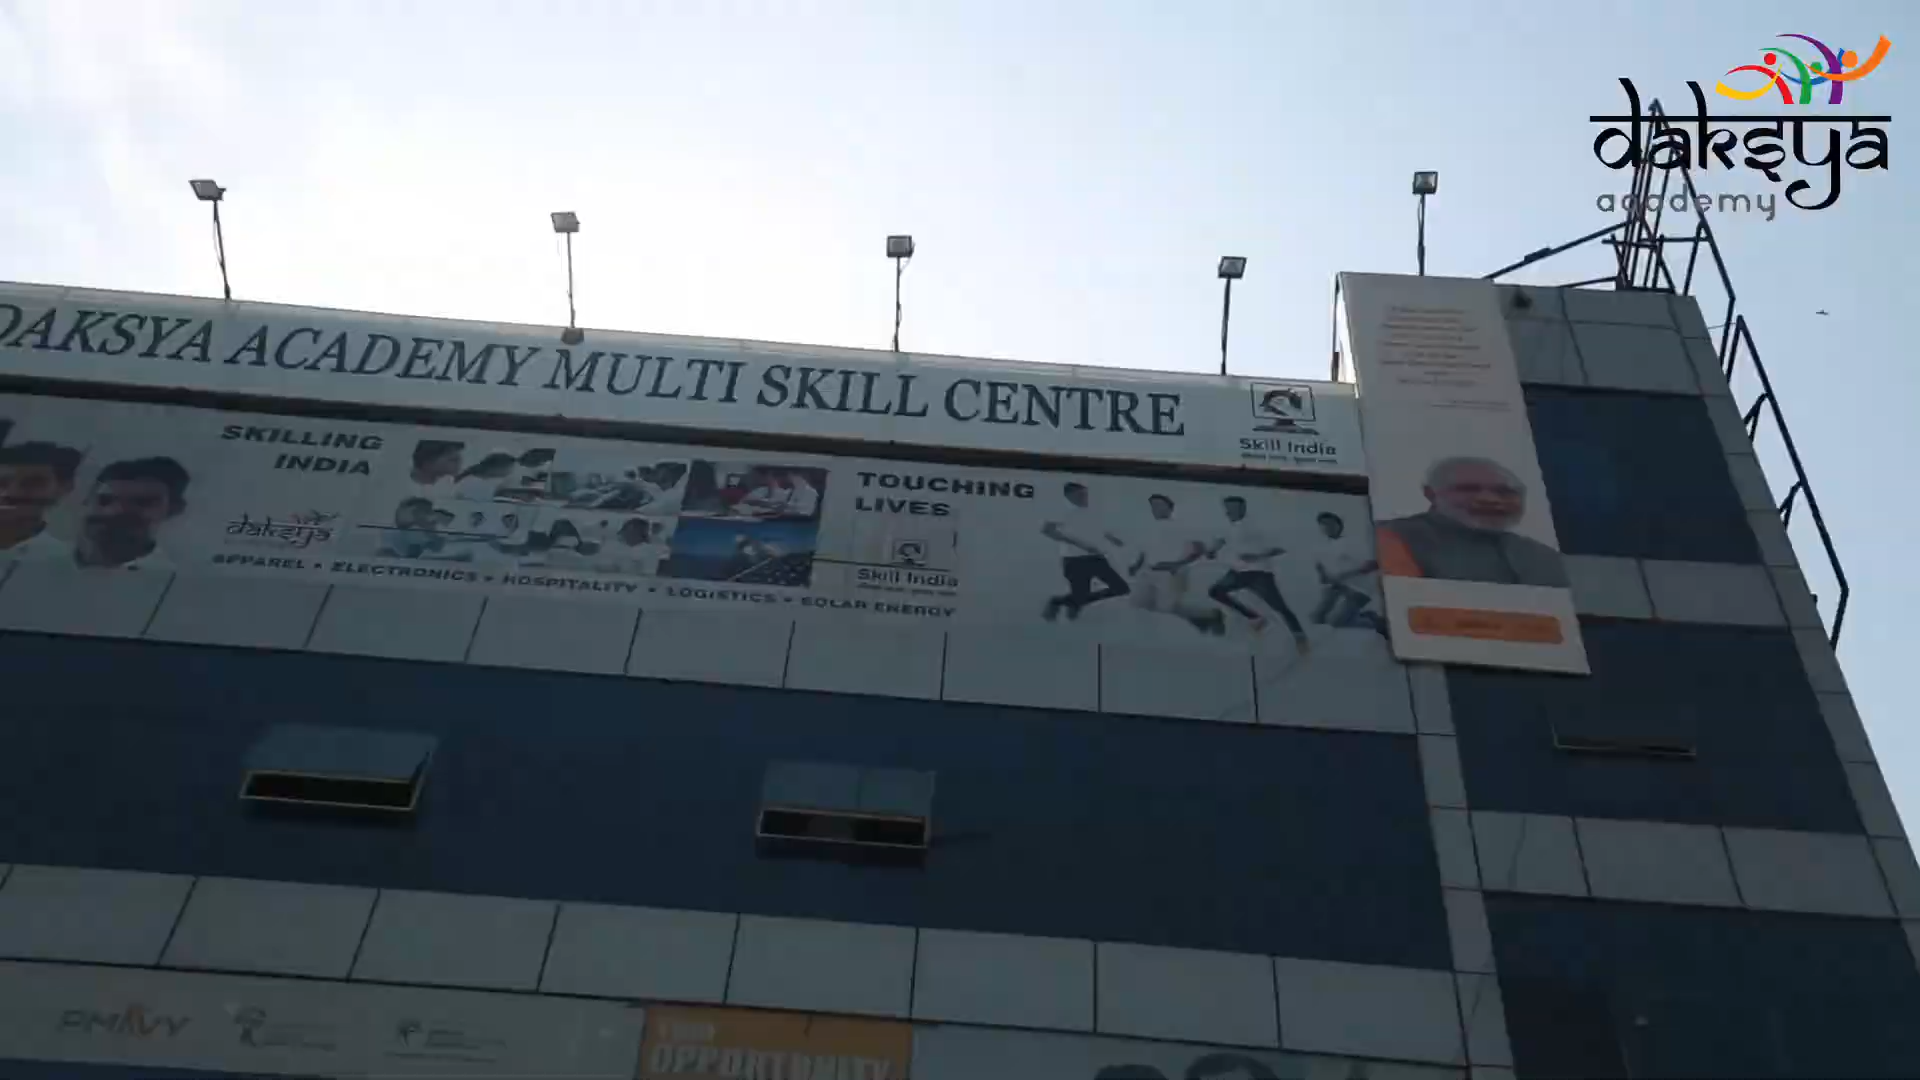 daksya
academy
DAKSYA ACADEMY MULTI SKILL CENTRE
Skill India
SKILLING
INDIA
TOUCHING
LIVES
daksya
Skill India
APPAREL • ELECTRONICS • HOSPITALITY • LOGISTICS • SOLAR ENERGY
PMKVY
OPPORTUNITY